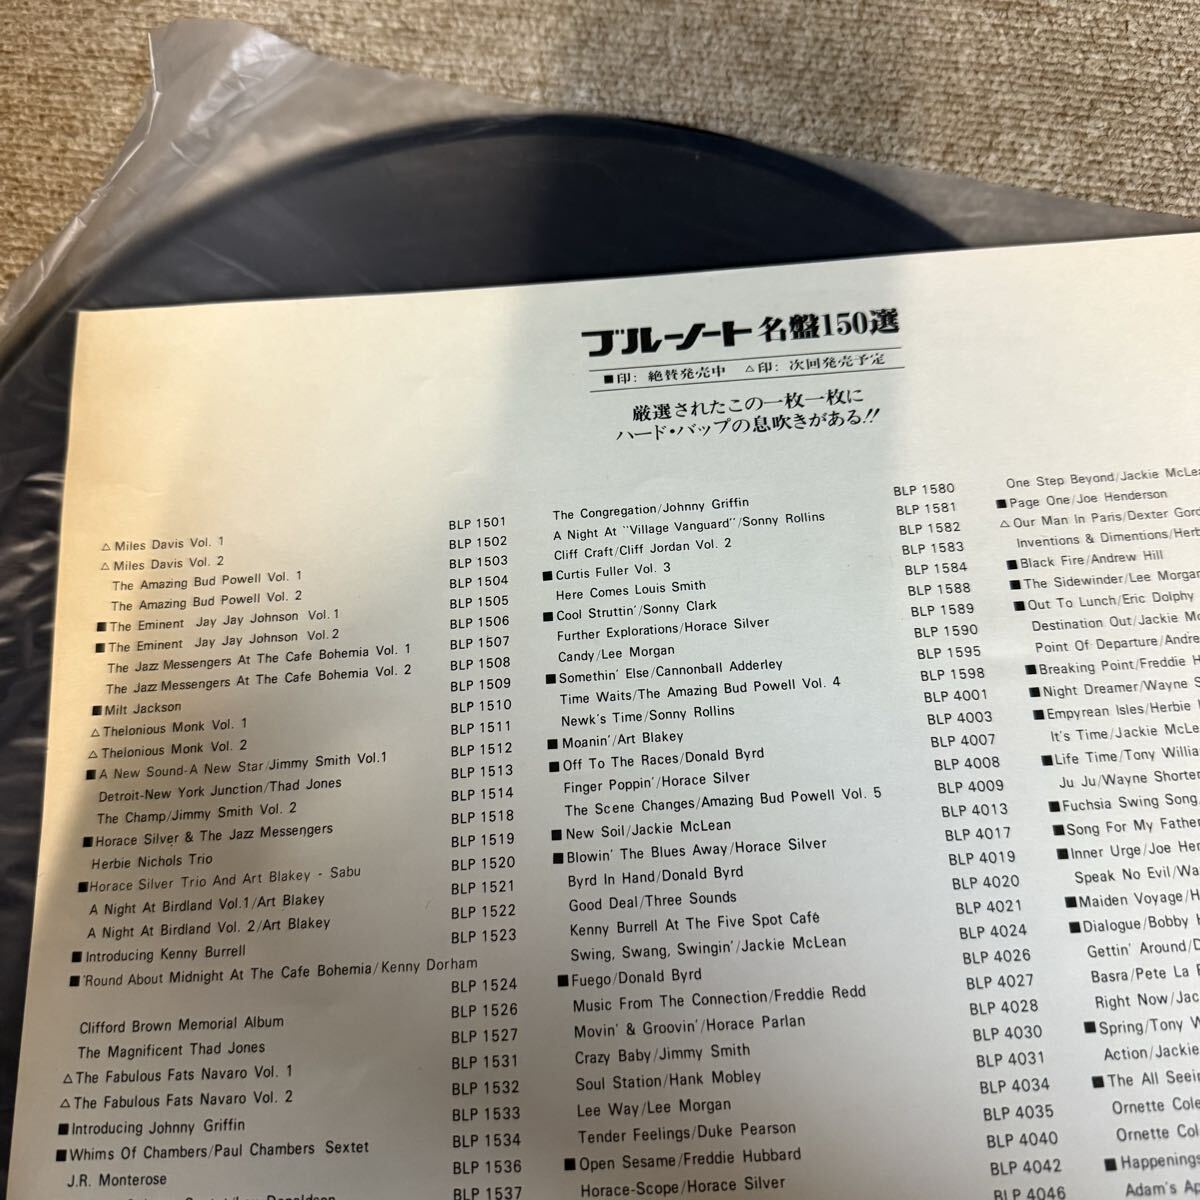 ブルーノート名盤150選
■印：絶賛発売中　△印：次回発売予定
厳選されたこの一枚一枚に
ハード・バップの息吹きがある!!
△ Miles Davis Vol. 1 BLP 1501
△ Miles Davis Vol. 2 BLP 1502
The Amazing Bud Powell Vol. 1 BLP 1503
The Amazing Bud Powell Vol. 2 BLP 1504
■ The Eminent Jay Jay Johnson Vol. 1 BLP 1505
■ The Eminent Jay Jay Johnson Vol. 2 BLP 1506
The Jazz Messengers At The Cafe Bohemia Vol. 1 BLP 1507
The Jazz Messengers At The Cafe Bohemia Vol. 2 BLP 1508
■ Milt Jackson BLP 1509
△ Thelonious Monk Vol. 1 BLP 1510
△ Thelonious Monk Vol. 2 BLP 1511
■ A New Sound-A New Star/Jimmy Smith Vol.1 BLP 1512
Detroit-New York Junction/Thad Jones BLP 1513
The Champ/Jimmy Smith Vol. 2 BLP 1514
■ Horace Silver & The Jazz Messengers BLP 1518
Herbie Nichols Trio BLP 1519
■ Horace Silver Trio And Art Blakey - Sabu BLP 1520
A Night At Birdland Vol.1/Art Blakey BLP 1521
A Night At Birdland Vol. 2/Art Blakey BLP 1522
■ Introducing Kenny Burrell BLP 1523
■ 'Round About Midnight At The Cafe Bohemia/Kenny Dorham
BLP 1524
Clifford Brown Memorial Album BLP 1526
The Magnificent Thad Jones BLP 1527
△ The Fabulous Fats Navaro Vol. 1 BLP 1531
△ The Fabulous Fats Navaro Vol. 2 BLP 1532
■ Introducing Johnny Griffin BLP 1533
■ Whims Of Chambers/Paul Chambers Sextet BLP 1534
J.R. Monterose BLP 1536
BLP 1537
The Congregation/Johnny Griffin BLP 1580
A Night At "Village Vanguard"/Sonny Rollins BLP 1581
Cliff Craft/Cliff Jordan Vol. 2 BLP 1582
■ Curtis Fuller Vol. 3 BLP 1583
Here Comes Louis Smith BLP 1584
■ Cool Struttin'/Sonny Clark BLP 1588
Further Explorations/Horace Silver BLP 1589
Candy/Lee Morgan BLP 1590
■ Somethin' Else/Cannonball Adderley BLP 1595
Time Waits/The Amazing Bud Powell Vol. 4 BLP 1598
Newk's Time/Sonny Rollins BLP 4001
■ Moanin'/Art Blakey BLP 4003
■ Off To The Races/Donald Byrd BLP 4007
Finger Poppin'/Horace Silver BLP 4008
The Scene Changes/Amazing Bud Powell Vol. 5 BLP 4009
■ New Soil/Jackie McLean BLP 4013
■ Blowin' The Blues Away/Horace Silver BLP 4017
Byrd In Hand/Donald Byrd BLP 4019
Good Deal/Three Sounds BLP 4020
Kenny Burrell At The Five Spot Café BLP 4021
Swing, Swang, Swingin'/Jackie McLean BLP 4024
■ Fuego/Donald Byrd BLP 4026
Music From The Connection/Freddie Redd BLP 4027
Movin' & Groovin'/Horace Parlan BLP 4028
Crazy Baby/Jimmy Smith BLP 4030
Soul Station/Hank Mobley BLP 4031
Lee Way/Lee Morgan BLP 4034
Tender Feelings/Duke Pearson BLP 4035
■ Open Sesame/Freddie Hubbard BLP 4040
Horace-Scope/Horace Silver BLP 4042
BLP 4046
One Step Beyond/Jackie McLea
■ Page One/Joe Henderson
△ Our Man In Paris/Dexter Gord
Inventions & Dimentions/Herb
■ Black Fire/Andrew Hill
■ The Sidewinder/Lee Morgan
■ Out To Lunch/Eric Dolphy
Destination Out/Jackie Mc
Point Of Departure/Andre
■ Breaking Point/Freddie H
■ Night Dreamer/Wayne S
■ Empyrean Isles/Herbie
It's Time/Jackie McLe
■ Life Time/Tony Willia
Ju Ju/Wayne Shorter
■ Fuchsia Swing Song
■ Song For My Father
■ Inner Urge/Joe Her
Speak No Evil/Wa
■ Maiden Voyage/H
■ Dialogue/Bobby
Gettin' Around/D
Basra/Pete La
Right Now/Jac
■ Spring/Tony W
Action/Jackie
■ The All Seein
Ornette Cole
Ornette Col
■ Happenings
Adam's Ap